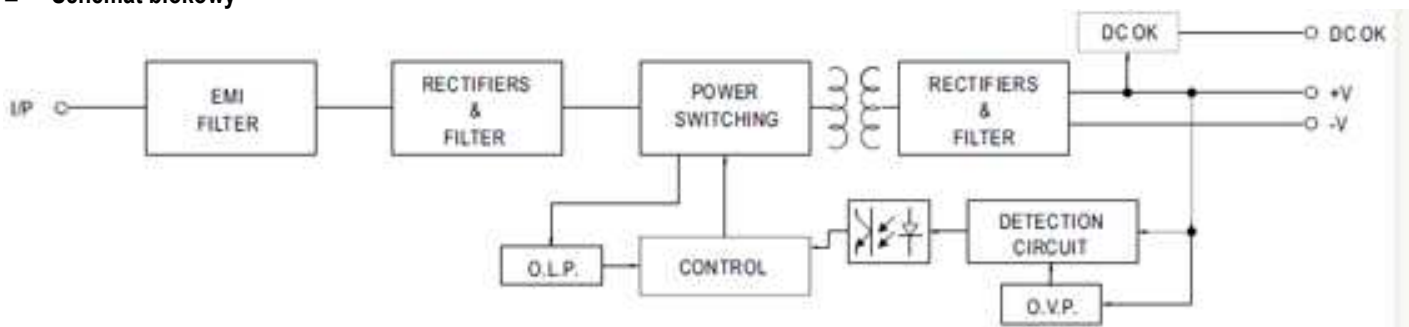 Schemat blokowy
DC OK
DC OK
I/P
EMI
FILTER
RECTIFIERS
&
FILTER
POWER
SWITCHING
RECTIFIERS
&
FILTER
+V
-V
DETECTION
CIRCUIT
O.L.P.
CONTROL
O.V.P.